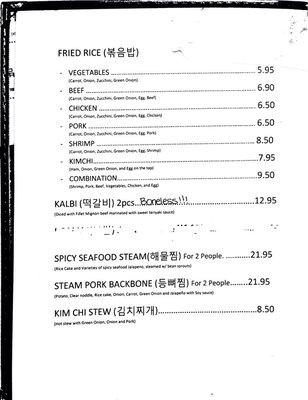 FRIED RICE (볶음밥)
- VEGETABLES 5.95
(Carrot, Onion, Zucchini, Green Onion)
- BEEF 6.90
(Carrot, Onion, Zucchini, Green Onion, Egg, Beef)
- CHICKEN 6.50
(Carrot, Onion, Zucchini, Green Onion, Egg, Chicken)
- PORK 6.50
(Carrot, Onion, Zucchini, Green Onion, Egg, Pork)
- SHRIMP 8.50
(Carrot, Onion, Zucchini, Green Onion, Egg, Shrimp)
- KIMCHI 7.95
(Ham, Onion, Green Onion, and Egg on the top)
- COMBINATION 9.50
(Shrimp, Pork, Beef, Vegetables, Chicken, and Egg)
KALBI (떡갈비) 2pcs. Boneless!!! 12.95
(Diced with Fillet Mignon beef marinated with sweet teriyaki sauce)
SPICY SEAFOOD STEAM(해물찜) For 2 People. 21.95
(Rice Cake and Varieties of spicy seafood jalapeno, steamed w/ bean sprouts)
STEAM PORK BACKBONE (등뼈찜) For 2 People 21.95
(Potato, Clear noodle, Rice cake, Onion, Carrot, Green Onion and Jalapeño with Soy sauce)
KIM CHI STEW (김치찌개) 8.50
(Hot stew with Green Onion, Onion and Pork)